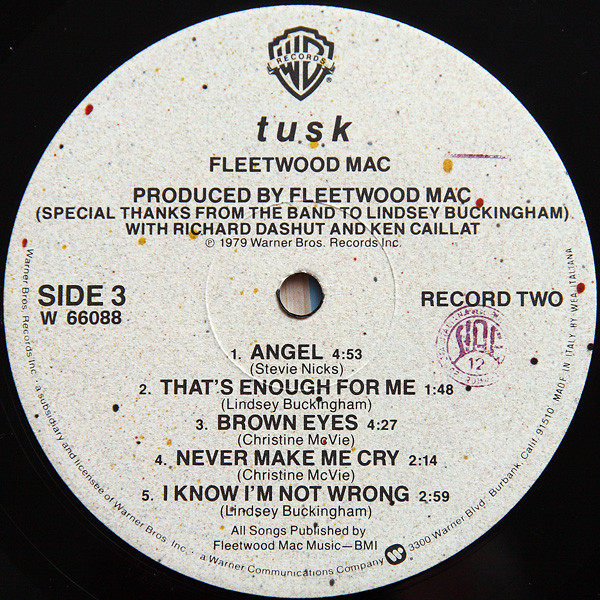 WB
RECORDS
®
tusk
FLEETWOOD MAC
PRODUCED BY FLEETWOOD MAC
(SPECIAL THANKS FROM THE BAND TO LINDSEY BUCKINGHAM)
WITH RICHARD DASHUT AND KEN CAILLAT
℗ 1979 Warner Bros. Records Inc.
SIDE 3
W 66088
RECORD TWO
1. ANGEL 4:53
(Stevie Nicks)
2. THAT'S ENOUGH FOR ME 1:48
(Lindsey Buckingham)
3. BROWN EYES 4:27
(Christine McVie)
4. NEVER MAKE ME CRY 2:14
(Christine McVie)
5. I KNOW I'M NOT WRONG 2:59
(Lindsey Buckingham)
All Songs Published by
Fleetwood Mac Music—BMI
Warner Bros. Records Inc., a subsidiary and licensee of Warner Bros. Inc. · a Warner Communications Company 3300 Warner Blvd., Burbank, Calif. 91510 MADE IN ITALY BY WEA ITALIANA
12